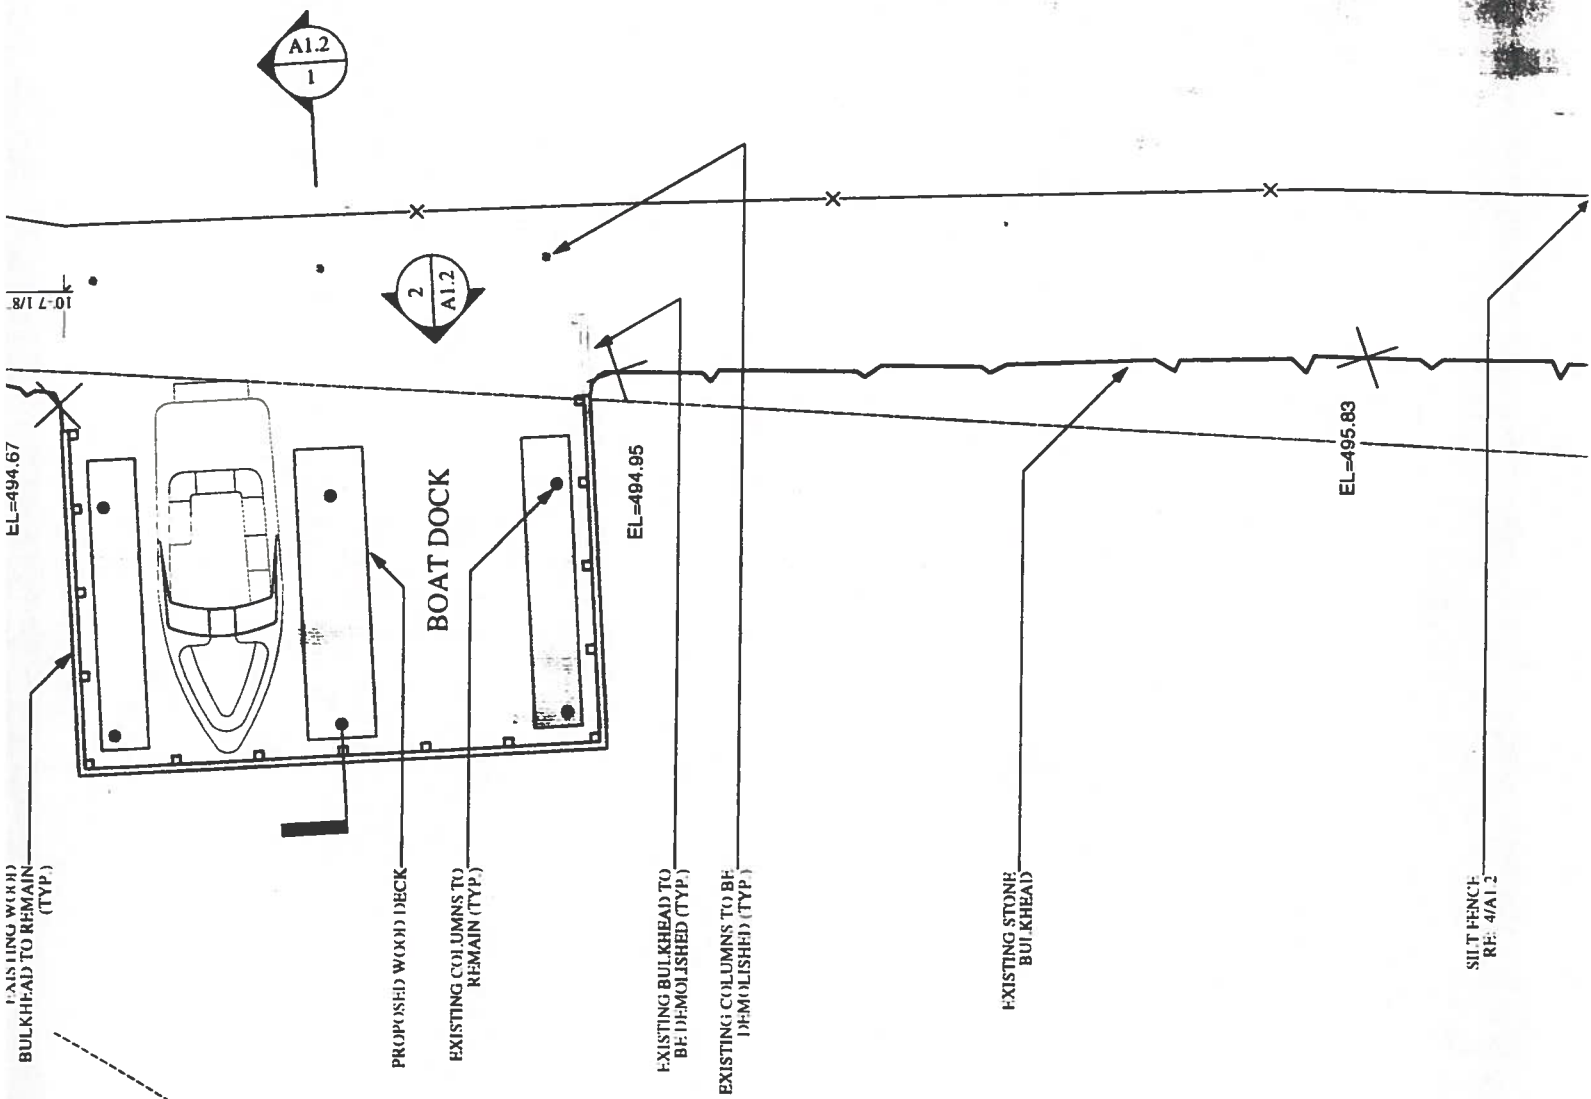 A1.2
1
2
A1.2
10'-7 1/8"
EL=494.67
EL=494.95
EL=495.83
BOAT DOCK
EXISTING WOOD
BULKHEAD TO REMAIN
(TYP.)
PROPOSED WOOD DECK
EXISTING COLUMNS TO
REMAIN (TYP.)
EXISTING BULKHEAD TO
BE DEMOLISHED (TYP.)
EXISTING COLUMNS TO BE
DEMOLISHED (TYP.)
EXISTING STONE
BULKHEAD
SILT FENCE
RE: 4/A1.2